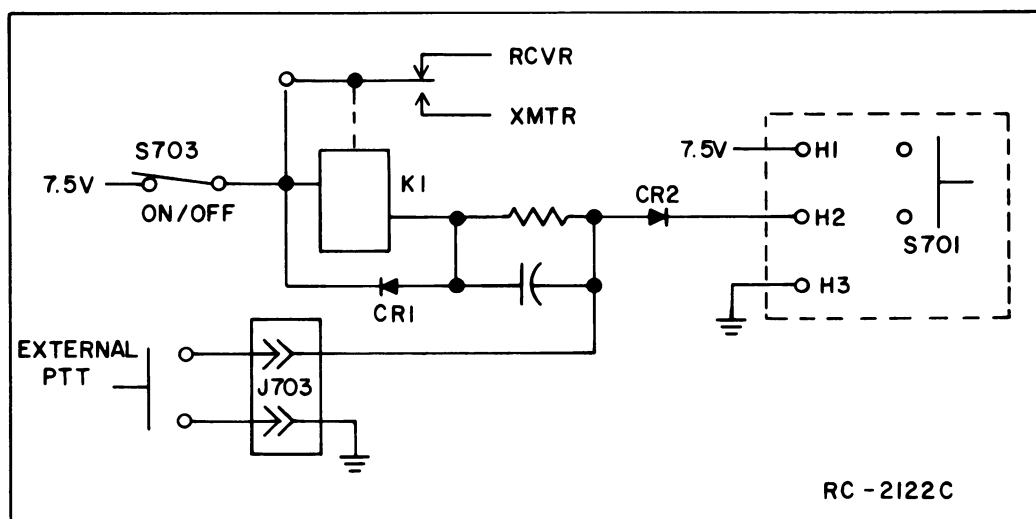 RCVR
XMTR
S703
7.5V
ON/OFF
K1
CR1
CR2
7.5V
H1
H2
S701
H3
EXTERNAL
PTT
J703
RC-2122C